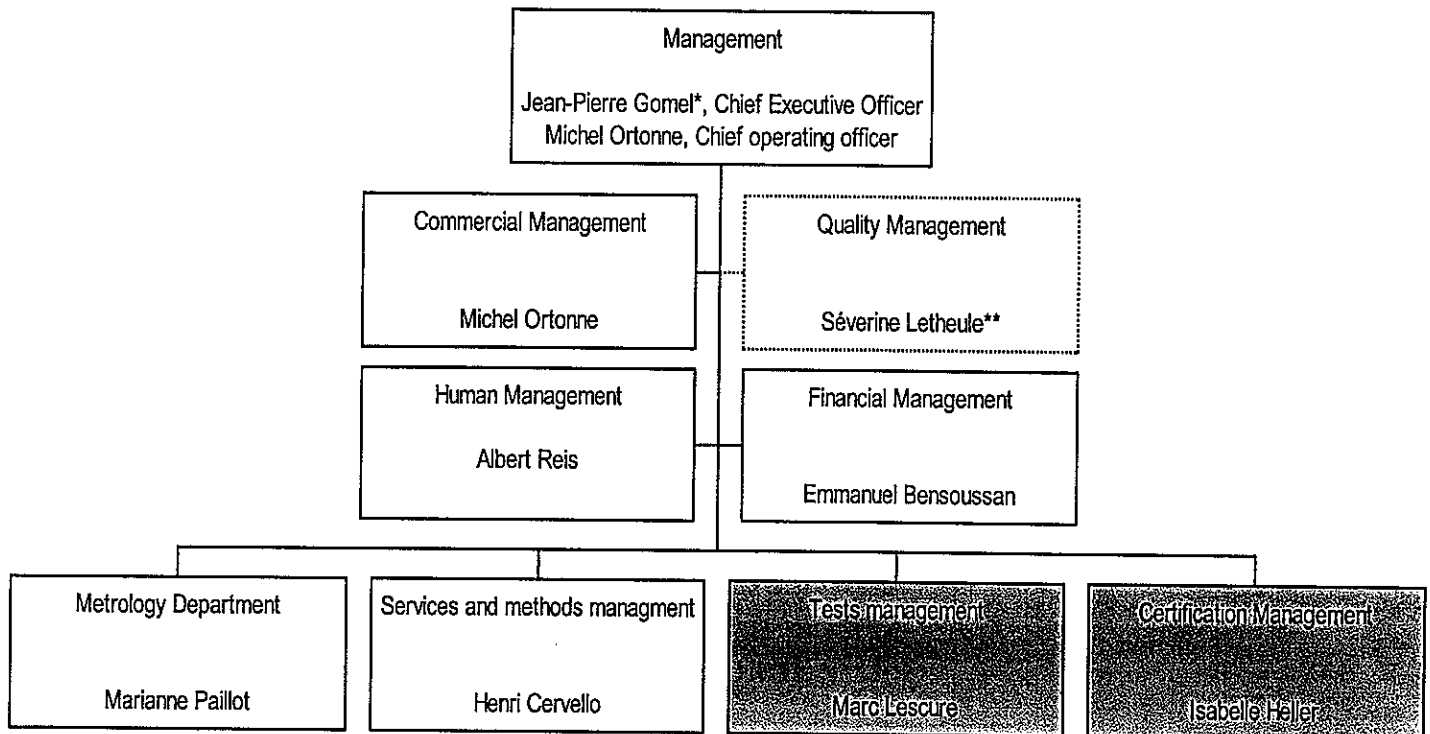 Management
Jean-Pierre Gomel*, Chief Executive Officer
Michel Ortonne, Chief operating officer
Commercial Management
Michel Ortonne
Quality Management
Séverine Letheule**
Human Management
Albert Reis
Financial Management
Emmanuel Bensoussan
Metrology Department
Marianne Paillot
Services and methods managment
Henri Cervello
Tests management
Marc Lescure
Certification Management
Isabelle Heller